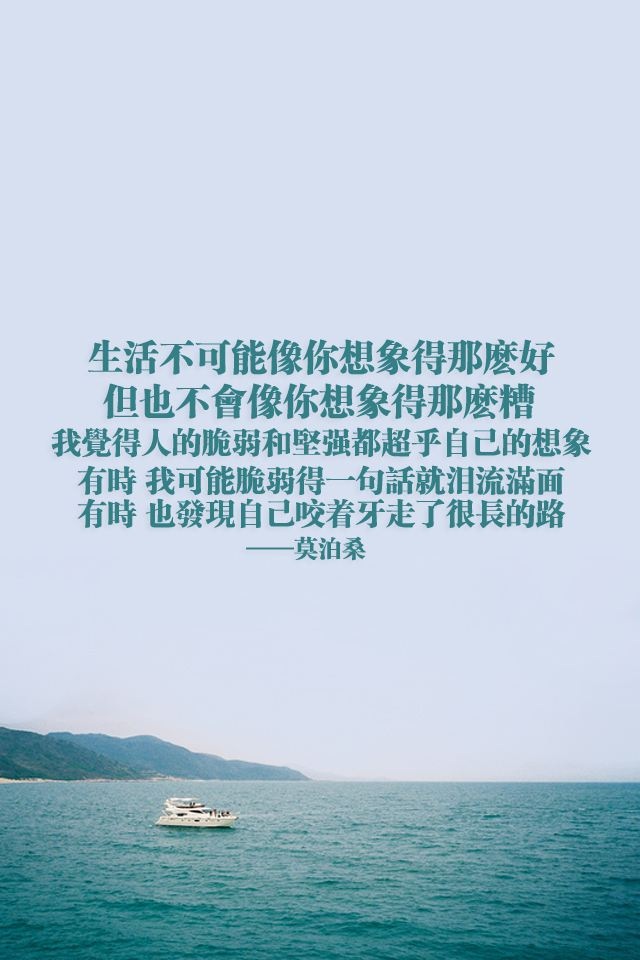 生活不可能像你想象得那麽好
但也不會像你想象得那麽糟
我覺得人的脆弱和堅强都超乎自己的想象
有時 我可能脆弱得一句話就泪流滿面
有時 也發現自己咬着牙走了很長的路
——莫泊桑